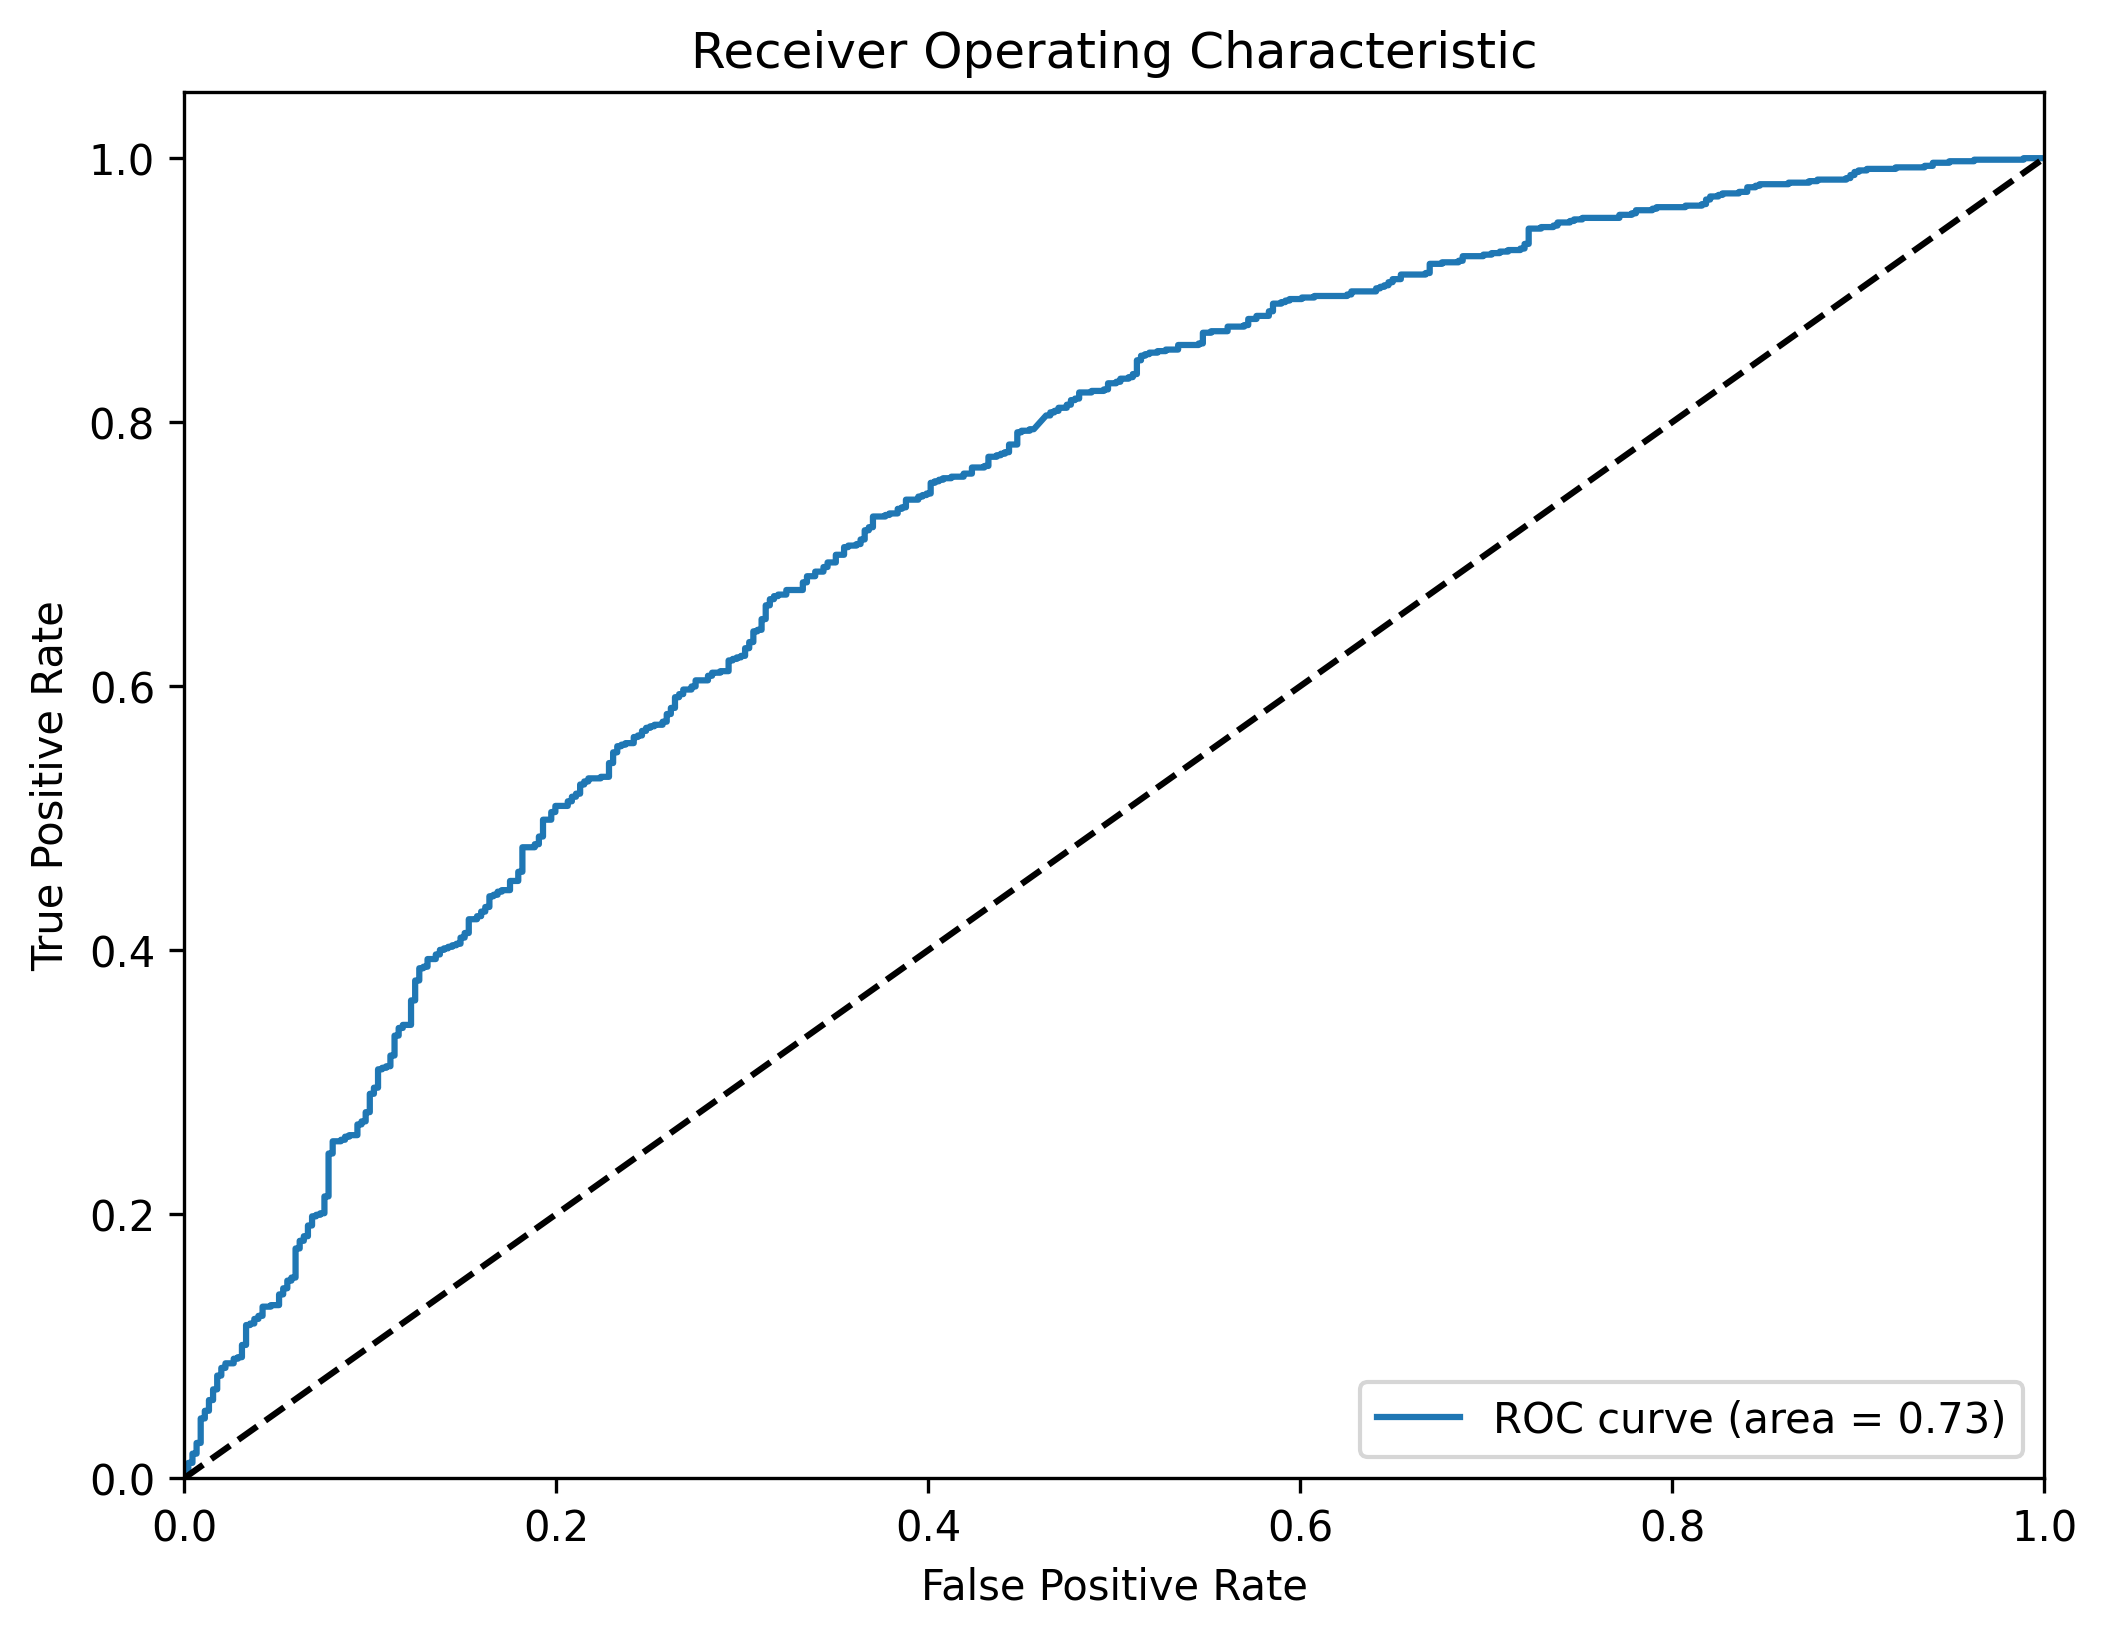 Receiver Operating Characteristic
1.0
0.8
0.6
0.4
0.2
0.0
True Positive Rate
ROC curve (area = 0.73)
0.0 0.2 0.4 0.6 0.8 1.0
False Positive Rate